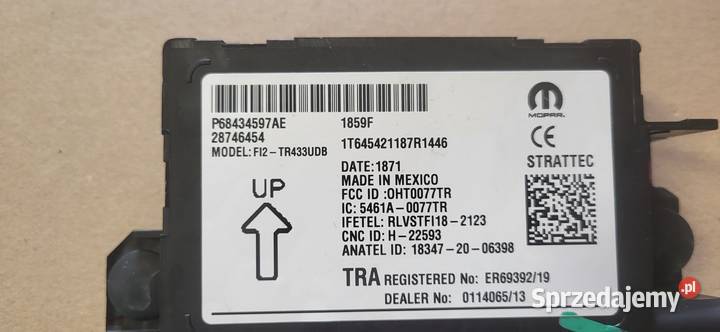 P68434597AE 1859F
28746454
MODEL: FI2-TR433UDB 1T645421187R1446
MOPAR
CE
STRATTEC
DATE:1871
MADE IN MEXICO
FCC ID :OHT0077TR
IC: 5461A-0077TR
IFETEL: RLVSTFI18-2123
CNC ID: H-22593
ANATEL ID: 18347-20-06398
UP
TRA REGISTERED No: ER69392/19
DEALER No: 0114065/13
Sprzedajemy.pl